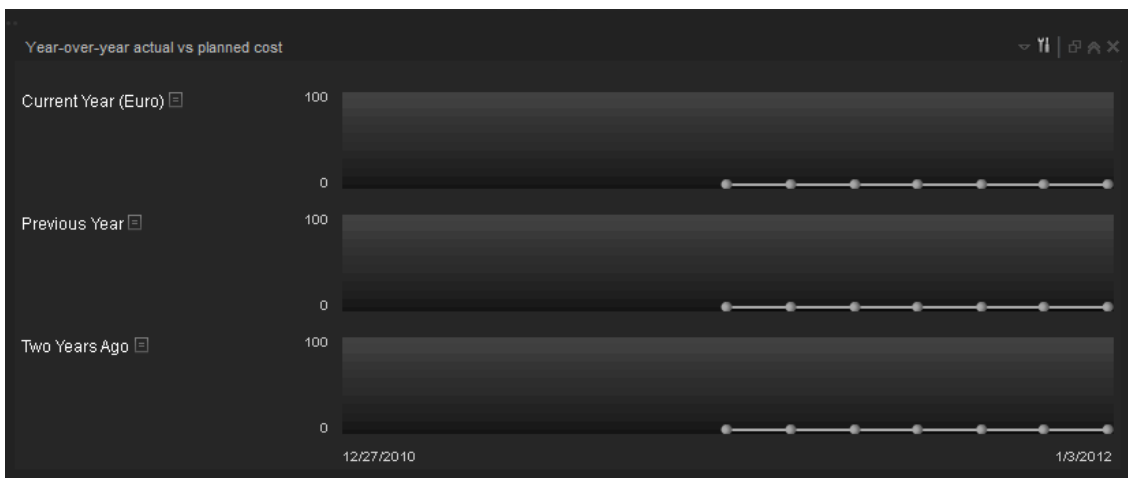 Year-over-year actual vs planned cost
Current Year (Euro)
100
0
Previous Year
100
0
Two Years Ago
100
0
12/27/2010 1/3/2012